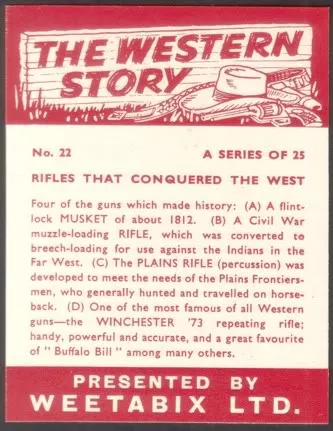 THE WESTERN
STORY
No. 22 A SERIES OF 25
RIFLES THAT CONQUERED THE WEST
Four of the guns which made history: (A) A flint-
lock MUSKET of about 1812. (B) A Civil War
muzzle-loading RIFLE, which was converted to
breech-loading for use against the Indians in the
Far West. (C) The PLAINS RIFLE (percussion) was
developed to meet the needs of the Plains Frontiers-
men, who generally hunted and travelled on horse-
back. (D) One of the most famous of all Western
guns—the WINCHESTER '73 repeating rifle;
handy, powerful and accurate, and a great favourite
of " Buffalo Bill " among many others.
PRESENTED BY
WEETABIX LTD.